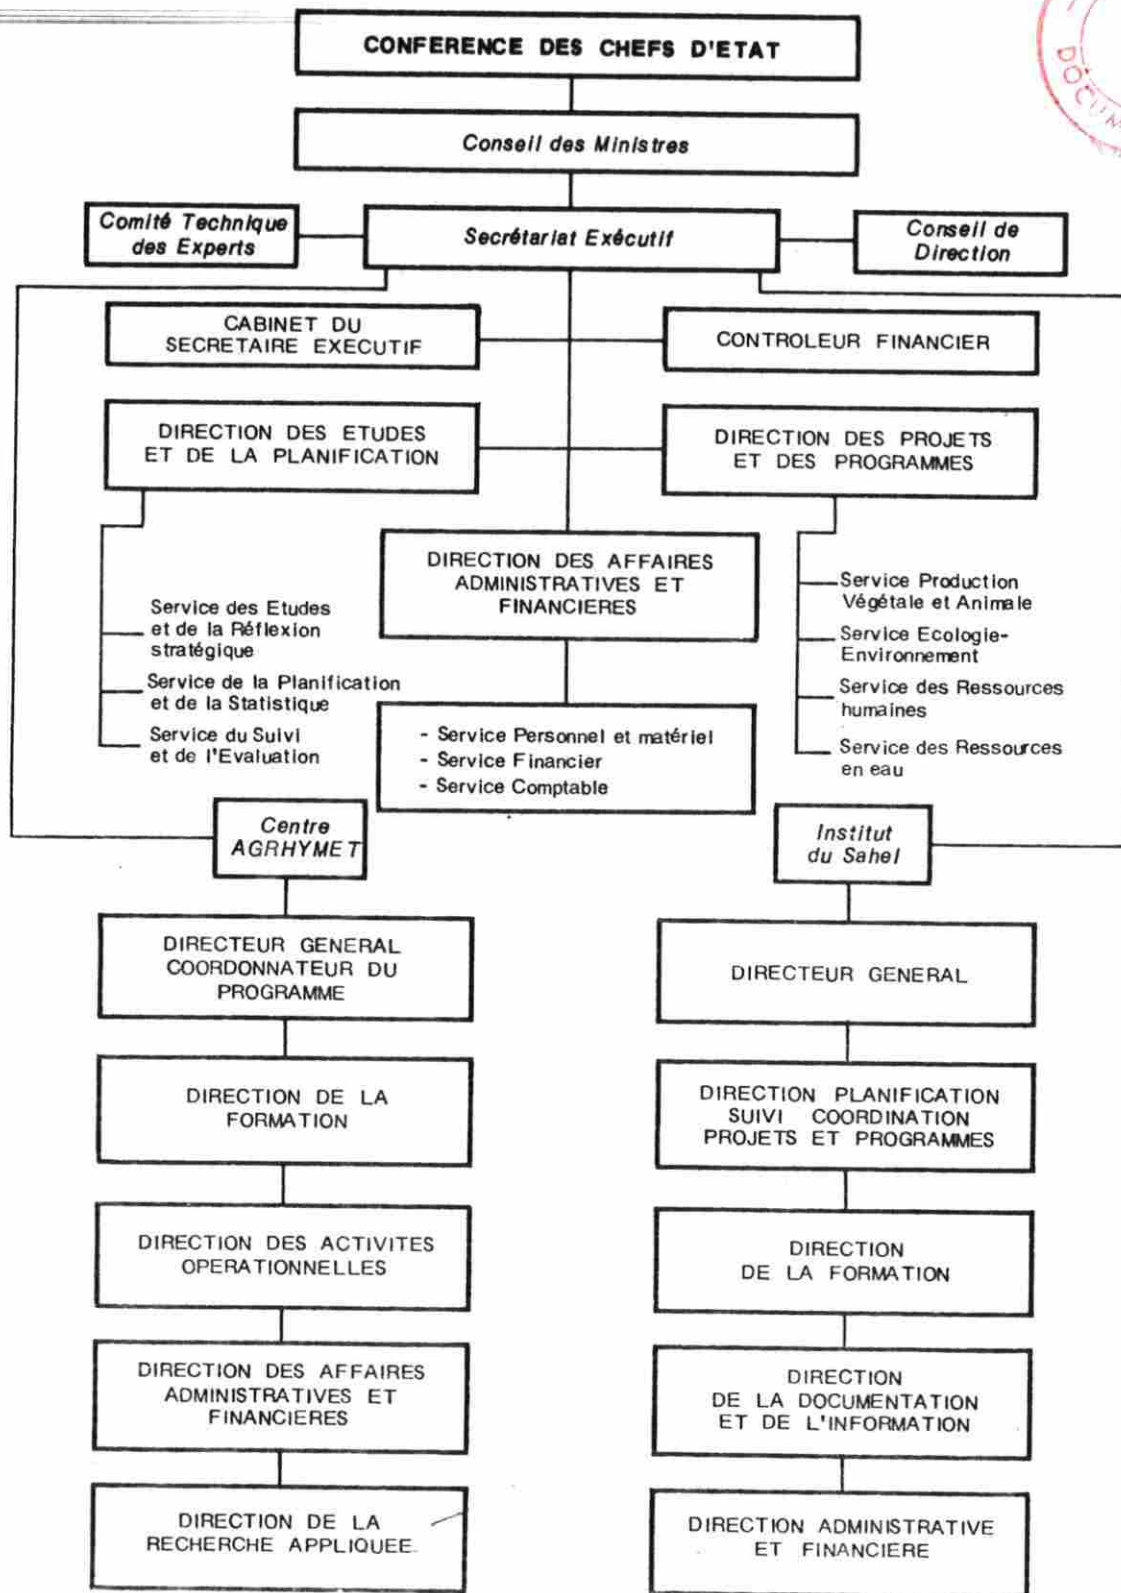 CONFERENCE DES CHEFS D'ETAT
Conseil des Ministres
Comité Technique
des Experts
Secrétariat Exécutif
Conseil de
Direction
CABINET DU
SECRETAIRE EXECUTIF
CONTROLEUR FINANCIER
DIRECTION DES ETUDES
ET DE LA PLANIFICATION
DIRECTION DES PROJETS
ET DES PROGRAMMES
DIRECTION DES AFFAIRES
ADMINISTRATIVES ET
FINANCIERES
Service des Etudes
et de la Réflexion
stratégique
Service de la Planification
et de la Statistique
Service du Suivi
et de l'Evaluation
- Service Personnel et matériel
- Service Financier
- Service Comptable
Service Production
Végétale et Animale
Service Ecologie-
Environnement
Service des Ressources
humaines
Service des Ressources
en eau
Centre
AGRHYMET
Institut
du Sahel
DIRECTEUR GENERAL
COORDONNATEUR DU
PROGRAMME
DIRECTION DE LA
FORMATION
DIRECTION DES ACTIVITES
OPERATIONNELLES
DIRECTION DES AFFAIRES
ADMINISTRATIVES ET
FINANCIERES
DIRECTION DE LA
RECHERCHE APPLIQUEE
DIRECTEUR GENERAL
DIRECTION PLANIFICATION
SUIVI COORDINATION
PROJETS ET PROGRAMMES
DIRECTION
DE LA FORMATION
DIRECTION
DE LA DOCUMENTATION
ET DE L'INFORMATION
DIRECTION ADMINISTRATIVE
ET FINANCIERE